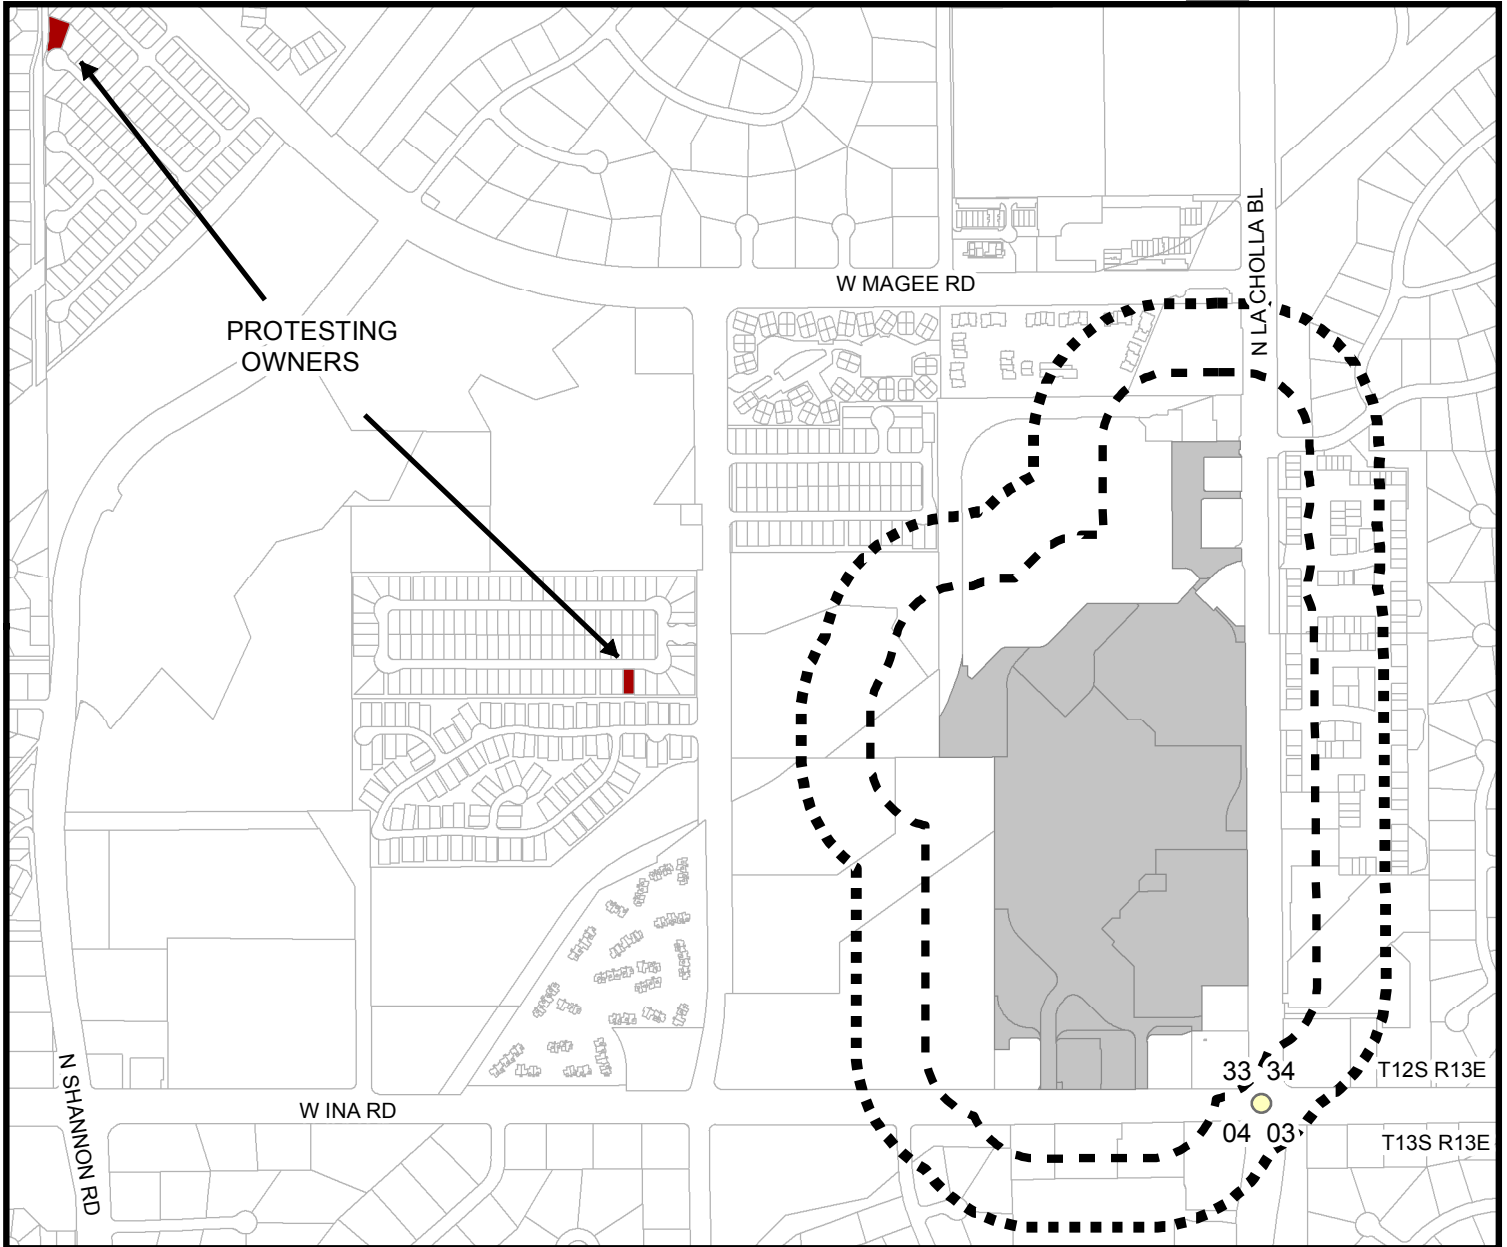 W MAGEE RD
N LA CHOLLA BL
PROTESTING
OWNERS
33 34
T12S R13E
N SHANNON RD
W INA RD
04 03
T13S R13E